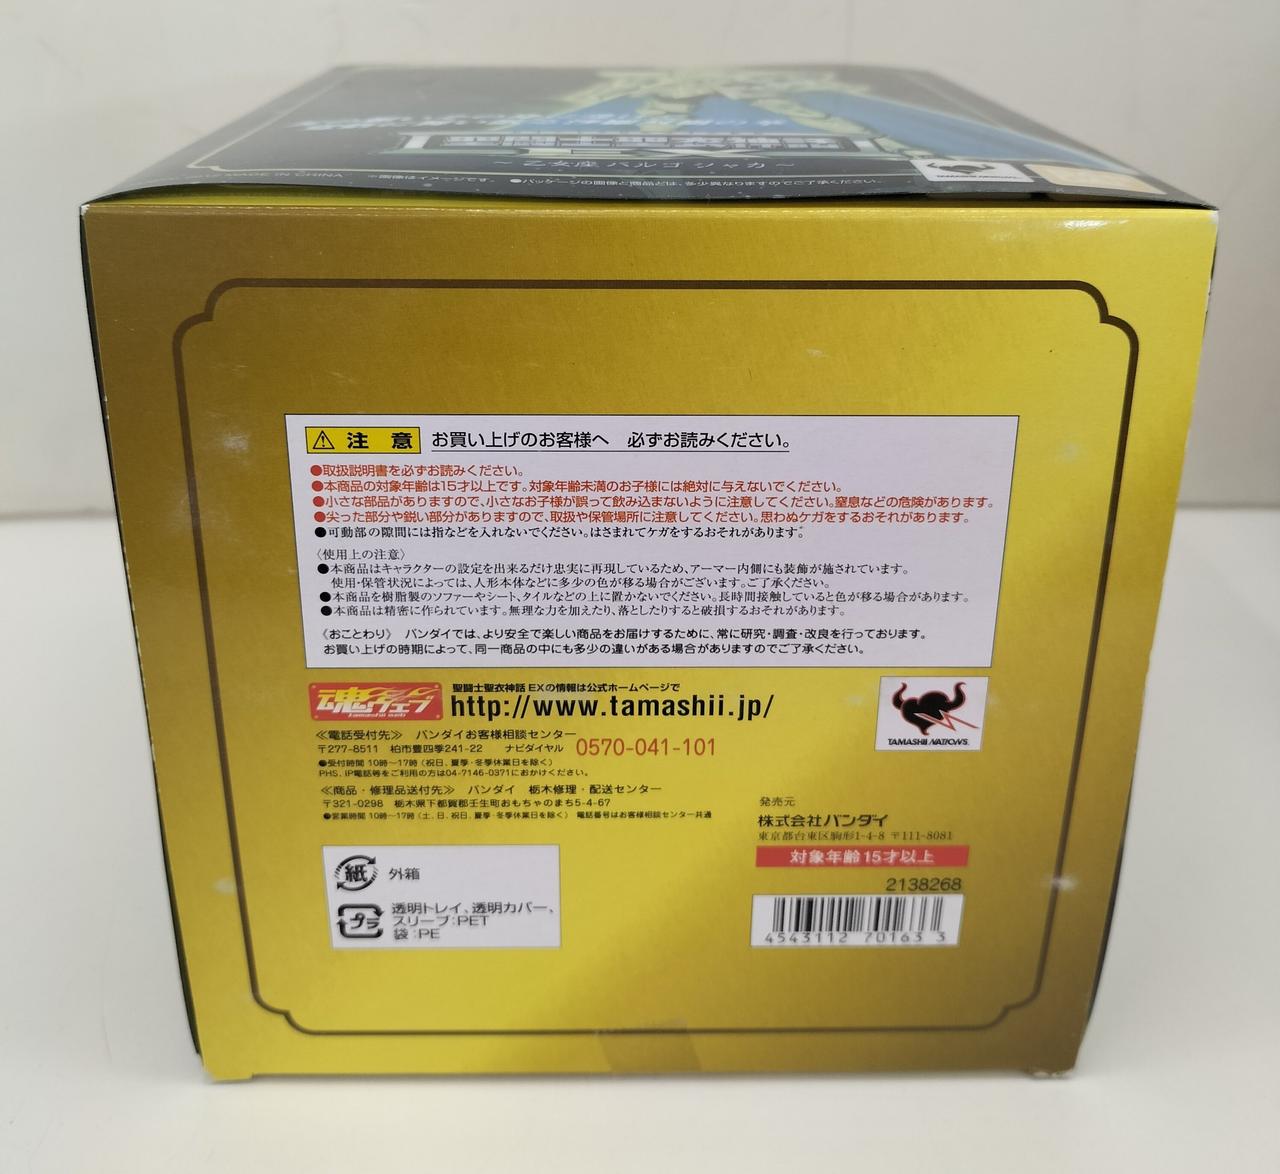 EX
～乙女座 バルゴ シャカ～
MADE IN CHINA
※画像はイメージです。 ●パッケージの画像と商品とは、多少異なりますのでご了承ください。
TAMASHII NATIONS
注 意 お買い上げのお客様へ 必ずお読みください。
●取扱説明書を必ずお読みください。
●本商品の対象年齢は15才以上です。対象年齢未満のお子様には絶対に与えないでください。
●小さな部品がありますので、小さなお子様が誤って飲み込まないように注意してください。窒息などの危険があります。
●尖った部分や鋭い部分がありますので、取扱や保管場所に注意してください。思わぬケガをするおそれがあります。
●可動部の隙間には指などを入れないでください。はさまれてケガをするおそれがあります。
〈使用上の注意〉
●本商品はキャラクターの設定を出来るだけ忠実に再現しているため、アーマー内側にも装飾が施されています。
使用・保管状況によっては、人形本体などに多少の色が移る場合がございます。ご了承ください。
●本商品を樹脂製のソファーやシート、タイルなどの上に置かないでください。長時間接触していると色が移る場合があります。
●本商品は精密に作られています。無理な力を加えたり、落としたりすると破損するおそれがあります。
《おことわり》 バンダイでは、より安全で楽しい商品をお届けするために、常に研究・調査・改良を行っております。
お買い上げの時期によって、同一商品の中にも多少の違いがある場合がありますのでご了承ください。
魂ウェブ
tamashii web
聖闘士聖衣神話 EXの情報は公式ホームページで
http://www.tamashii.jp/
TAMASHII NATIONS
≪電話受付先≫ バンダイお客様相談センター
〒277-8511 柏市豊四季241-22 ナビダイヤル 0570-041-101
●受付時間 10時～17時（祝日、夏季・冬季休業日を除く）
PHS、IP電話等をご利用の方は04-7146-0371におかけください。
≪商品・修理品送付先≫ バンダイ 栃木修理・配送センター
〒321-0298 栃木県下都賀郡壬生町おもちゃのまち5-4-67
●営業時間 10時～17時（土、日、祝日、夏季・冬季休業日を除く） 電話番号はお客様相談センター共通
発売元
株式会社バンダイ
東京都台東区駒形1-4-8 〒111-8081
対象年齢15才以上
2138268
4543112 70163 3
紙 外箱
プラ
透明トレイ、透明カバー、
スリーブ:PET
袋:PE